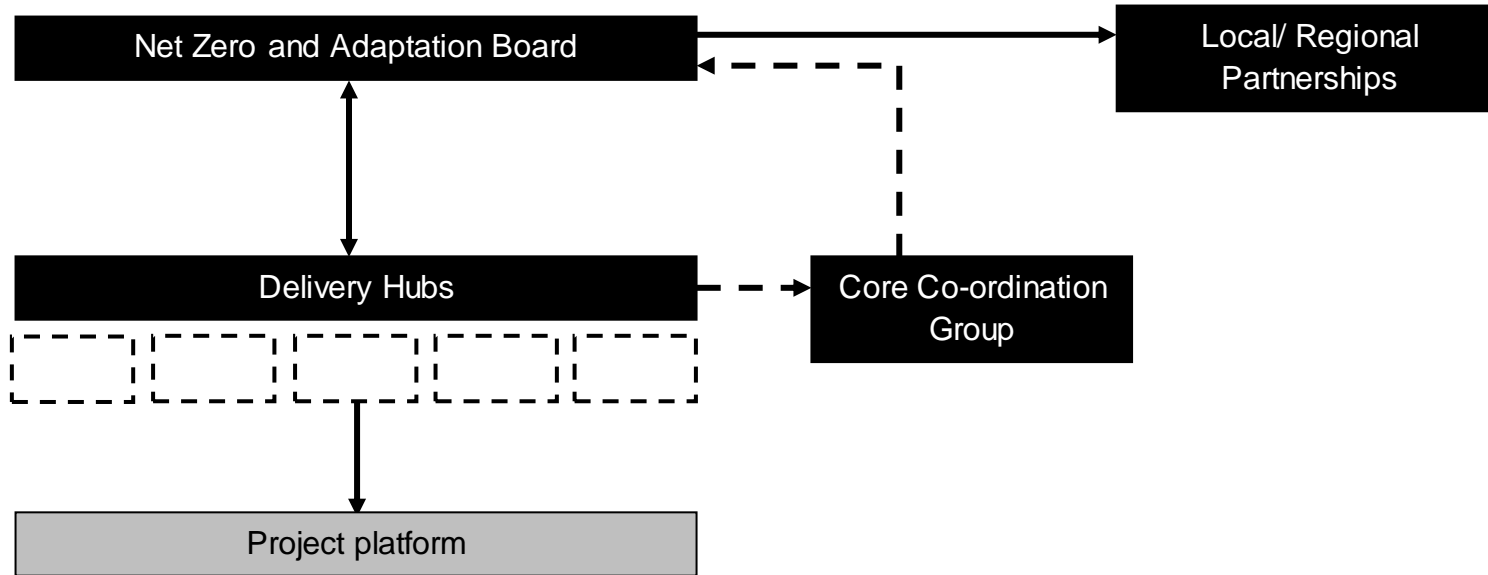 Net Zero and Adaptation Board
Local/ Regional
Partnerships
Delivery Hubs
Core Co-ordination
Group
Project platform